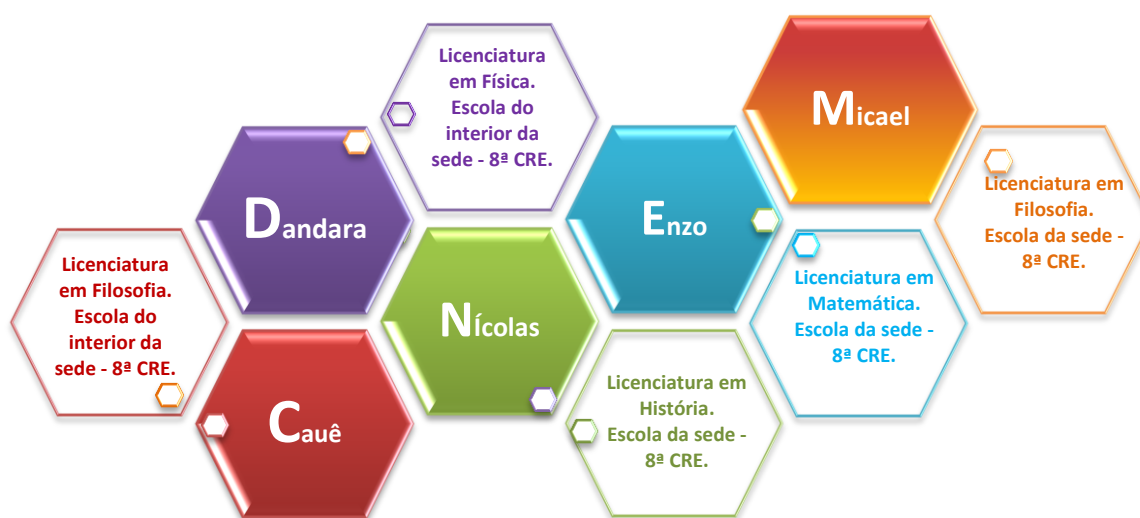 Licenciatura
em Física.
Escola do
interior da
sede - 8ª CRE.
Micael
Dandara
Enzo
Licenciatura em
Filosofia.
Escola da sede -
8ª CRE.
Licenciatura
em Filosofia.
Escola do
interior da
sede - 8ª CRE.
Nícolas
Licenciatura em
Matemática.
Escola da sede -
8ª CRE.
Cauê
Licenciatura em
História.
Escola da sede -
8ª CRE.